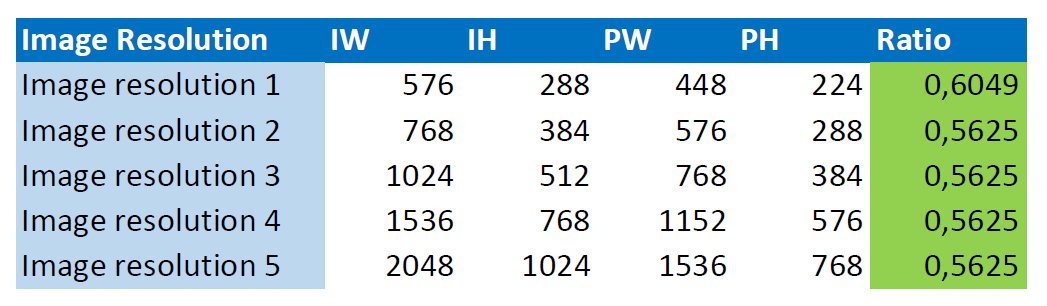 Image Resolution IW IH PW PH Ratio
Image resolution 1 576 288 448 224 0,6049
Image resolution 2 768 384 576 288 0,5625
Image resolution 3 1024 512 768 384 0,5625
Image resolution 4 1536 768 1152 576 0,5625
Image resolution 5 2048 1024 1536 768 0,5625